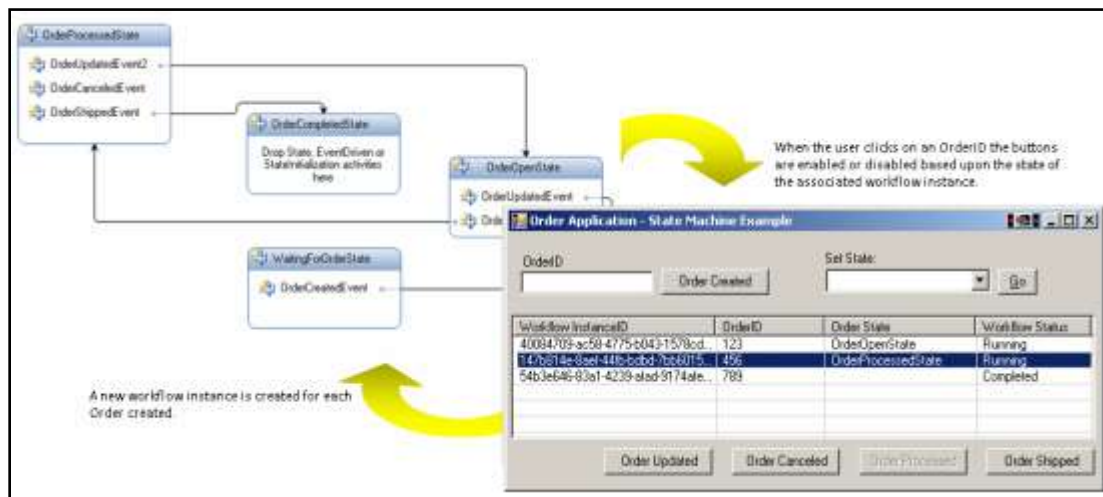 OrderProcessedState
OrderUpdatedEvent2
OrderCanceledEvent
OrderShippedEvent
OrderCompletedState
Drop State, EventDriven or
StateInitialization activities
here
OrderOpenState
OrderUpdatedEvent
Orde
WaitingForOrderState
OrderCreatedEvent
When the user clicks on an OrderID the buttons
are enabled or disabled based upon the state of
the associated workflow instance.
A new workflow instance is created for each
Order created
Order Application - State Machine Example
OrderID
Order Created
Set State:
Go
Workflow InstanceID OrderID Order State Workflow Status
123 OrderOpenState Running
456 OrderProcessedState Running
789 Completed
Order Updated Order Canceled Order Processed Order Shipped